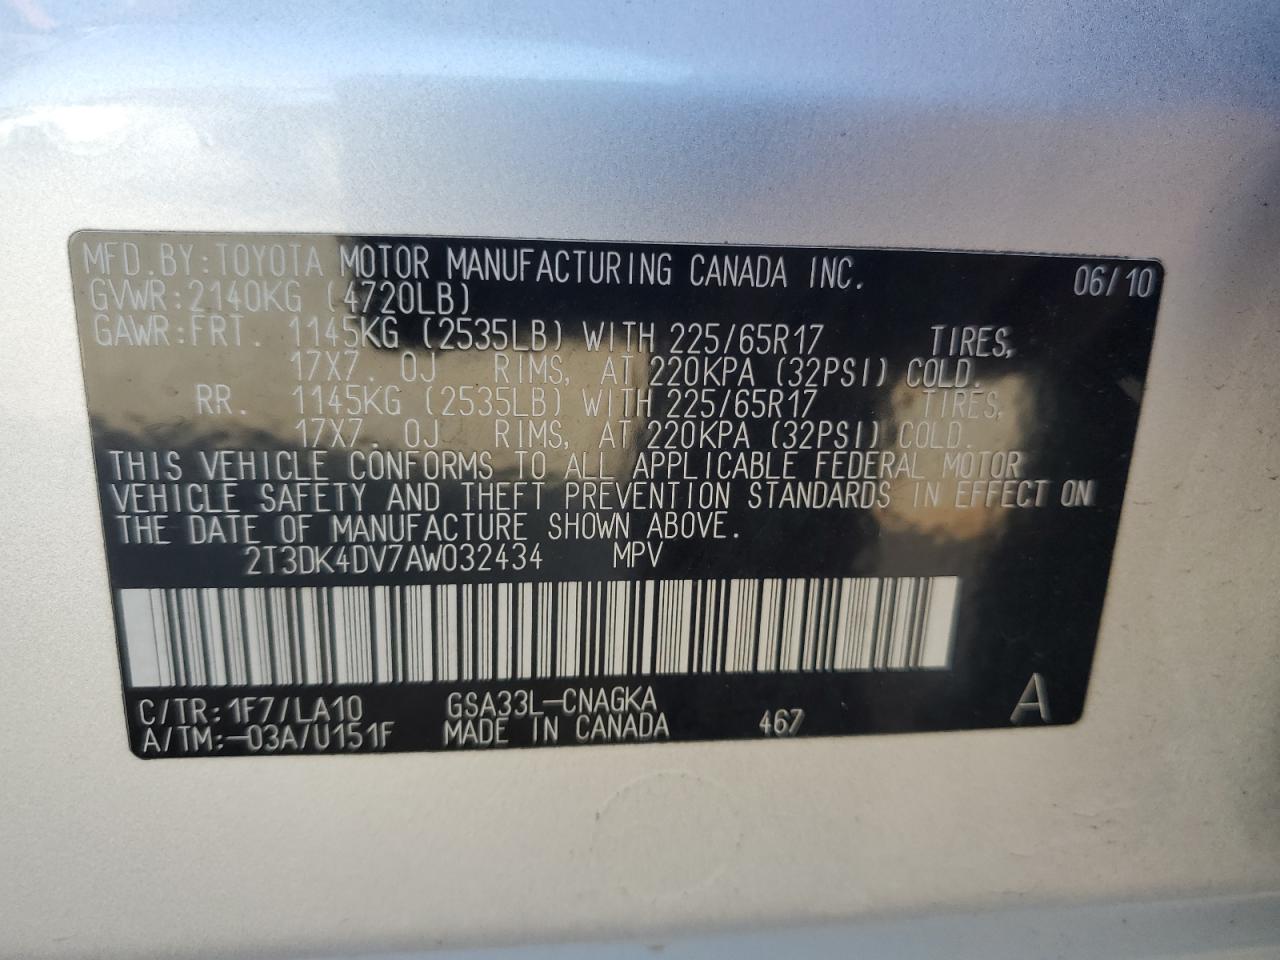 MFD.BY:TOYOTA MOTOR MANUFACTURING CANADA INC. 06/10
GVWR:2140KG (4720LB)
GAWR:FRT. 1145KG (2535LB) WITH 225/65R17 TIRES,
17X7. 0J RIMS, AT 220KPA (32PSI) COLD.
RR. 1145KG (2535LB) WITH 225/65R17 TIRES,
17X7. 0J RIMS, AT 220KPA (32PSI) COLD.
THIS VEHICLE CONFORMS TO ALL APPLICABLE FEDERAL MOTOR
VEHICLE SAFETY AND THEFT PREVENTION STANDARDS IN EFFECT ON
THE DATE OF MANUFACTURE SHOWN ABOVE.
2T3DK4DV7AW032434 MPV
C/TR:1F7/LA10 GSA33L-CNAGKA
A/TM:-03A/U151F MADE IN CANADA 467 A